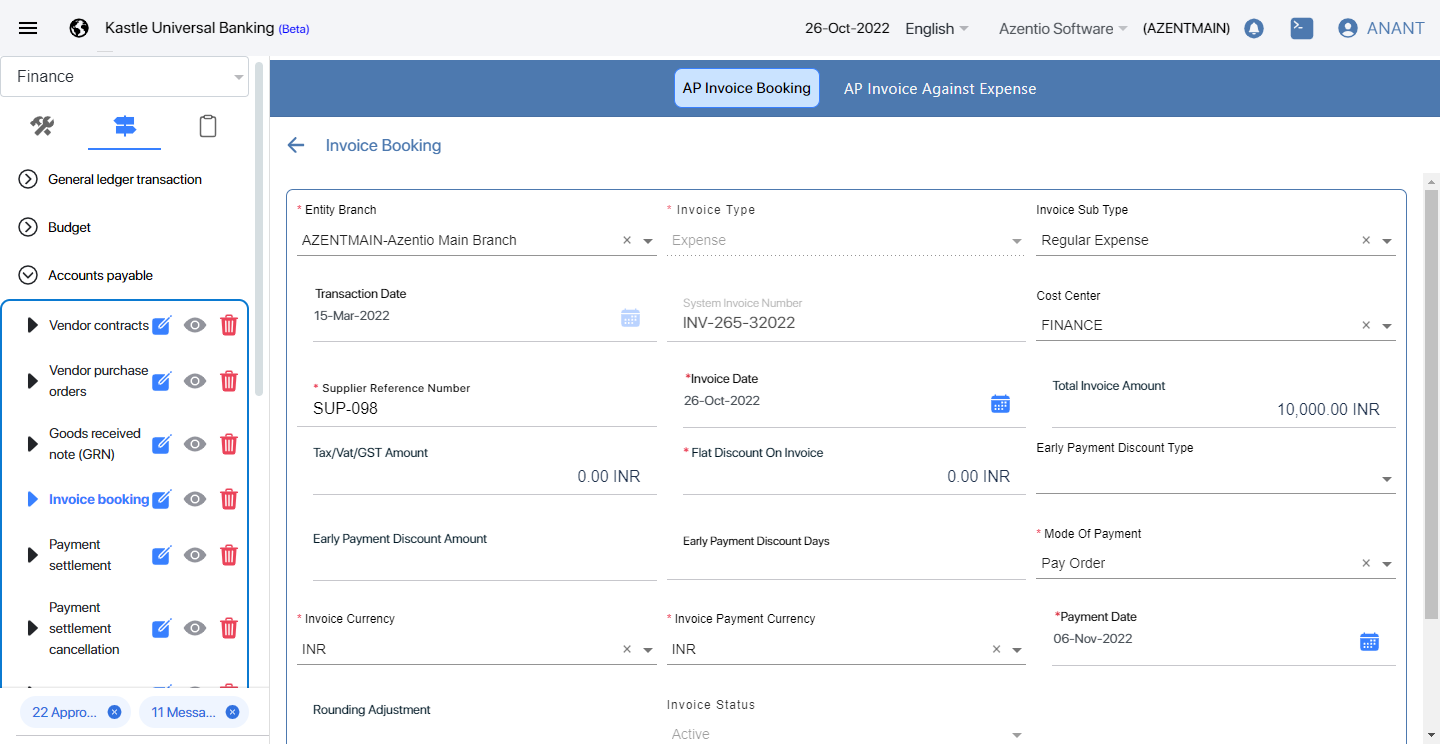 Kastle Universal Banking (Beta)
26-Oct-2022
English
Azentio Software
(AZENTMAIN)
ANANT
Finance
General ledger transaction
Budget
Accounts payable
Vendor contracts
Vendor purchase
orders
Goods received
note (GRN)
Invoice booking
Payment
settlement
Payment
settlement
cancellation
22 Appro...
11 Messa...
AP Invoice Booking
AP Invoice Against Expense
Invoice Booking
* Entity Branch
AZENTMAIN-Azentio Main Branch
* Invoice Type
Expense
Invoice Sub Type
Regular Expense
Transaction Date
15-Mar-2022
System Invoice Number
INV-265-32022
Cost Center
FINANCE
* Supplier Reference Number
SUP-098
*Invoice Date
26-Oct-2022
Total Invoice Amount
10,000.00 INR
Tax/Vat/GST Amount
0.00 INR
* Flat Discount On Invoice
0.00 INR
Early Payment Discount Type
Early Payment Discount Amount
Early Payment Discount Days
* Mode Of Payment
Pay Order
* Invoice Currency
INR
* Invoice Payment Currency
INR
*Payment Date
06-Nov-2022
Rounding Adjustment
Invoice Status
Active